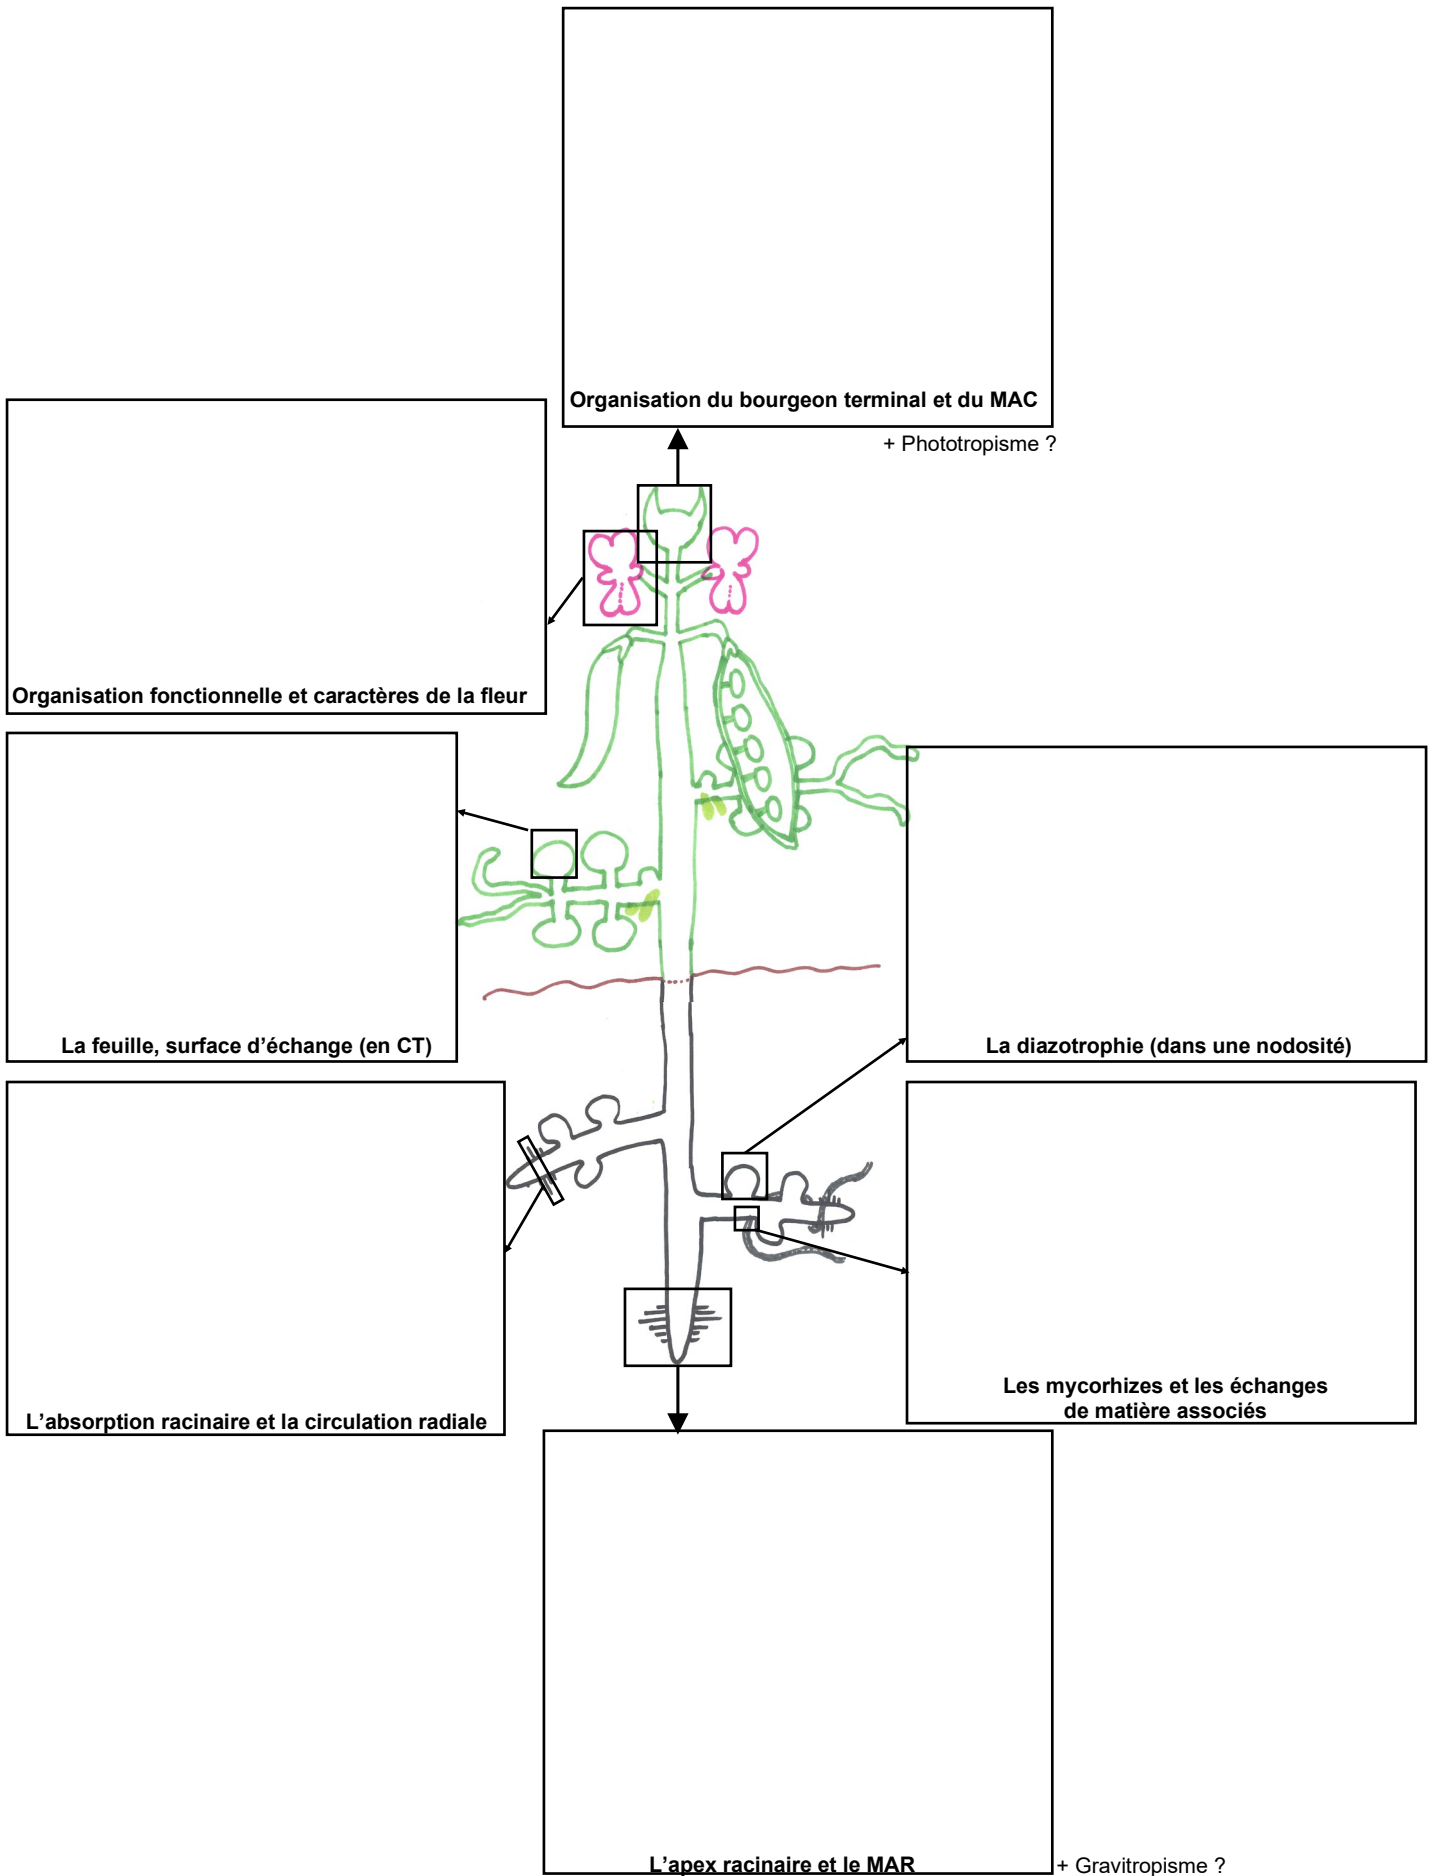 Organisation du bourgeon terminal et du MAC
+ Phototropisme ?
Organisation fonctionnelle et caractères de la fleur
La feuille, surface d'échange (en CT)
La diazotrophie (dans une nodosité)
L'absorption racinaire et la circulation radiale
Les mycorhizes et les échanges
de matière associés
L'apex racinaire et le MAR
+ Gravitropisme ?